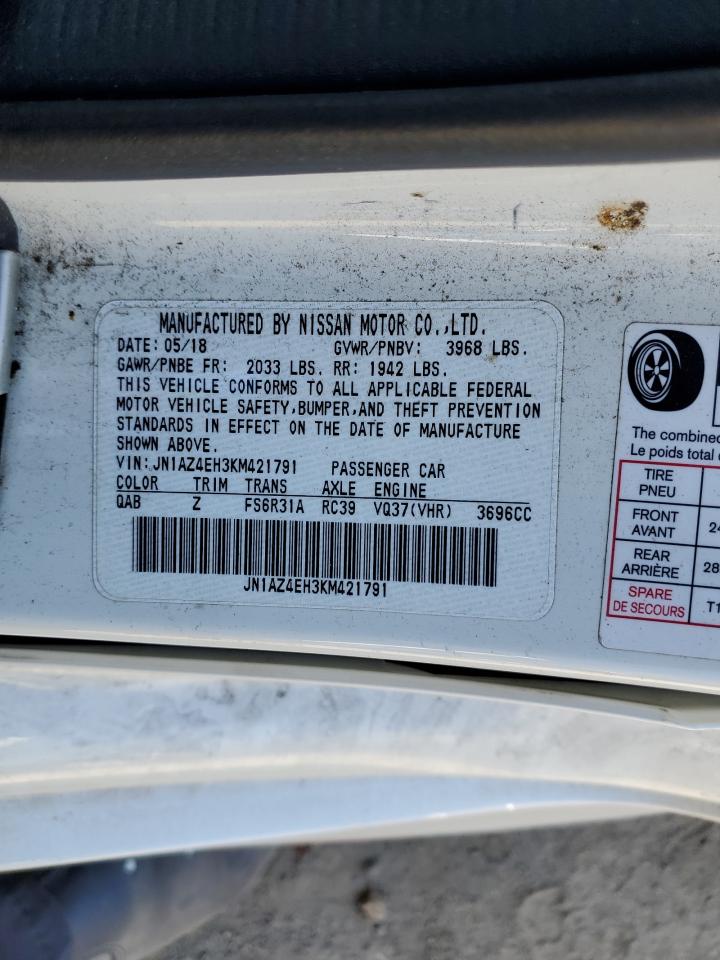 MANUFACTURED BY NISSAN MOTOR CO.,LTD.
DATE: 05/18 GVWR/PNBV: 3968 LBS.
GAWR/PNBE FR: 2033 LBS. RR: 1942 LBS.
THIS VEHICLE CONFORMS TO ALL APPLICABLE FEDERAL
MOTOR VEHICLE SAFETY,BUMPER,AND THEFT PREVENTION
STANDARDS IN EFFECT ON THE DATE OF MANUFACTURE
SHOWN ABOVE.
VIN:JN1AZ4EH3KM421791 PASSENGER CAR
COLOR TRIM TRANS AXLE ENGINE
QAB Z FS6R31A RC39 VQ37(VHR) 3696CC
JN1AZ4EH3KM421791
The combined
Le poids total
TIRE
PNEU
FRONT
AVANT
REAR
ARRIÈRE
28
SPARE
DE SECOURS
T1